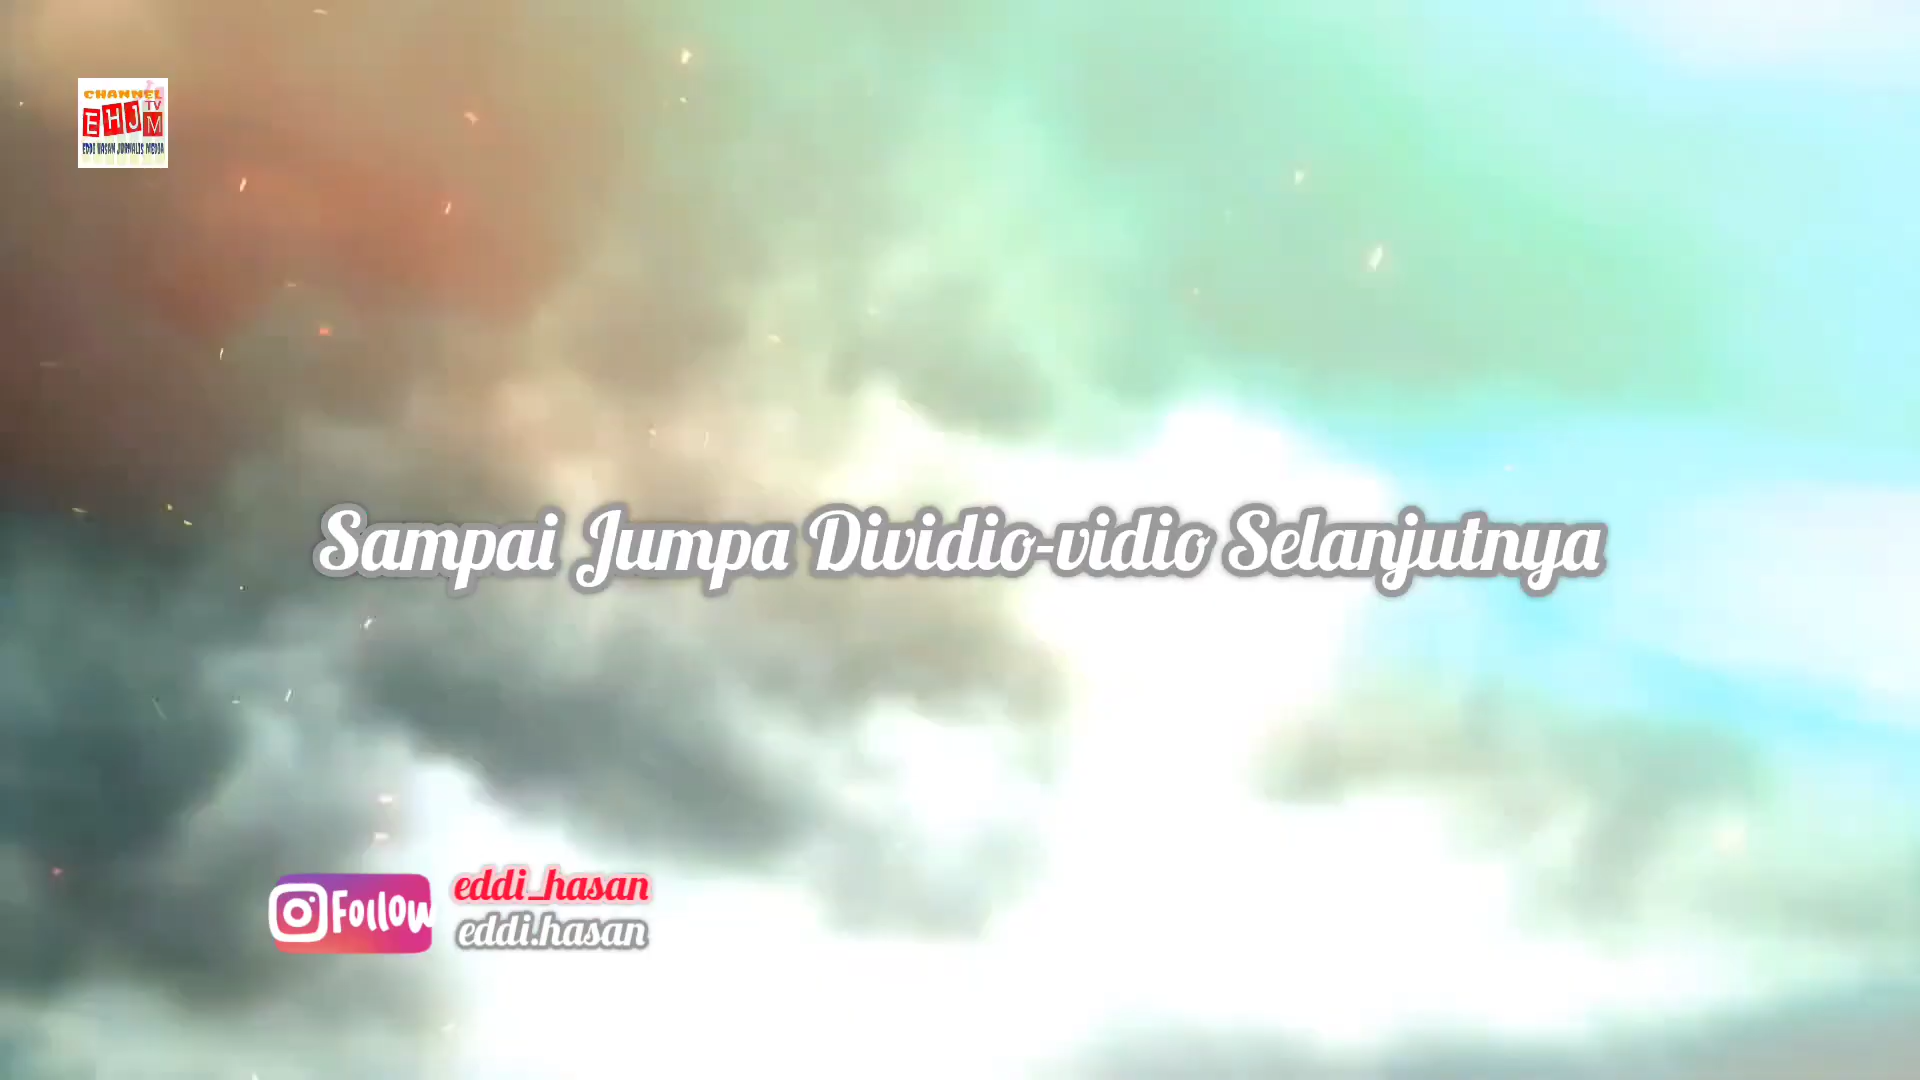 CHANNEL
TV
EHJM
EDDI HASAN JURNALIS MEDIA
Sampai Jumpa Dividio-vidio Selanjutnya
Follow
eddi_hasan
eddi.hasan